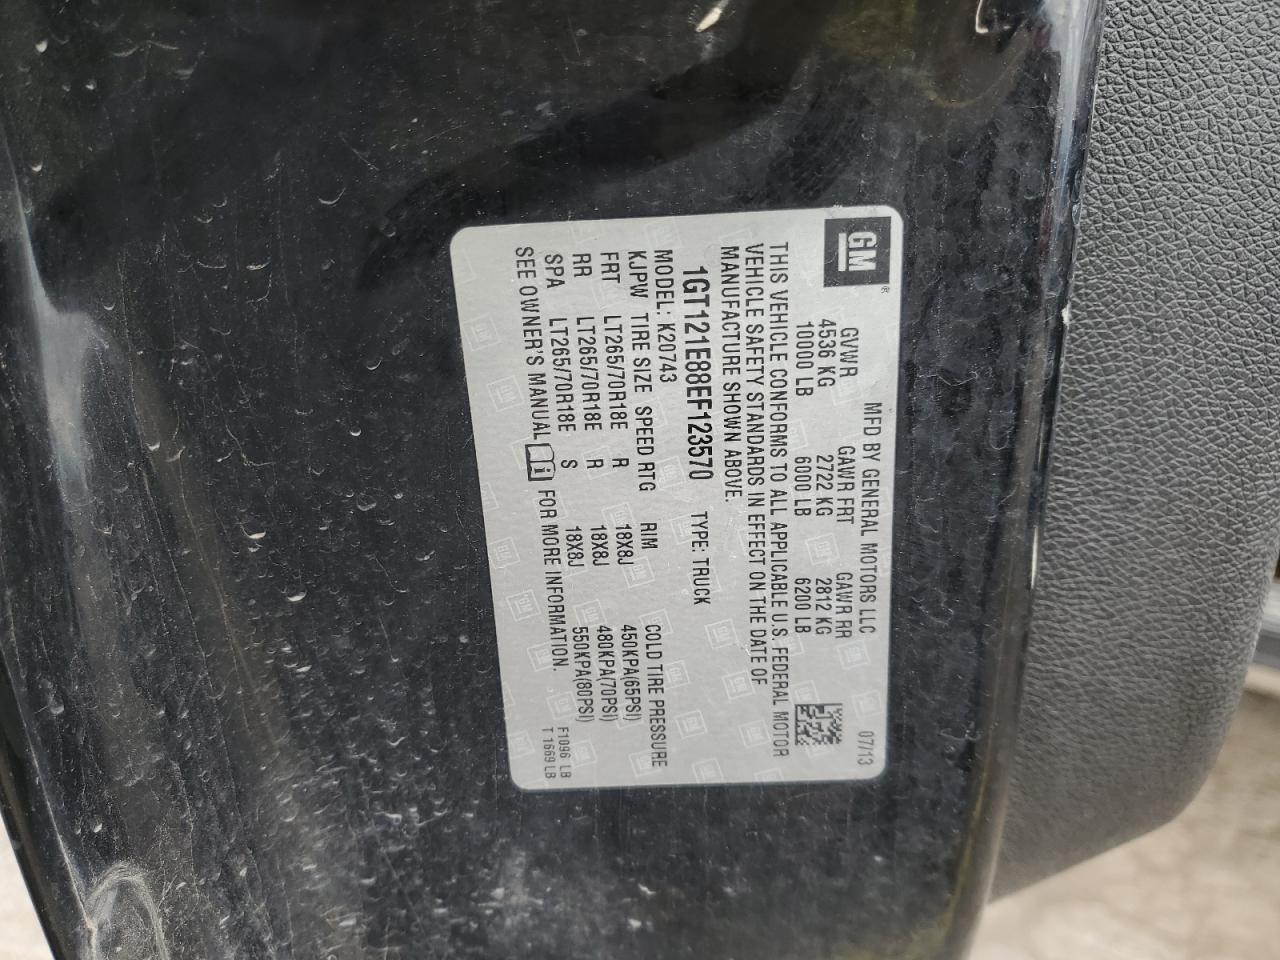 GM®
MFD BY GENERAL MOTORS LLC 07/13
GVWR GAWR FRT GAWR RR
4536 KG 2722 KG 2812 KG
10000 LB 6000 LB 6200 LB
THIS VEHICLE CONFORMS TO ALL APPLICABLE U.S. FEDERAL MOTOR
VEHICLE SAFETY STANDARDS IN EFFECT ON THE DATE OF
MANUFACTURE SHOWN ABOVE.
1GT121E88EF123570 TYPE: TRUCK
MODEL: K20743
KJPW TIRE SIZE SPEED RTG RIM COLD TIRE PRESSURE
FRT LT265/70R18E R 18X8J 450KPA(65PSI)
RR LT265/70R18E R 18X8J 480KPA(70PSI)
SPA LT265/70R18E S 18X8J 550KPA(80PSI)
SEE OWNER'S MANUAL i FOR MORE INFORMATION.
F1096 LB
T 1669 LB